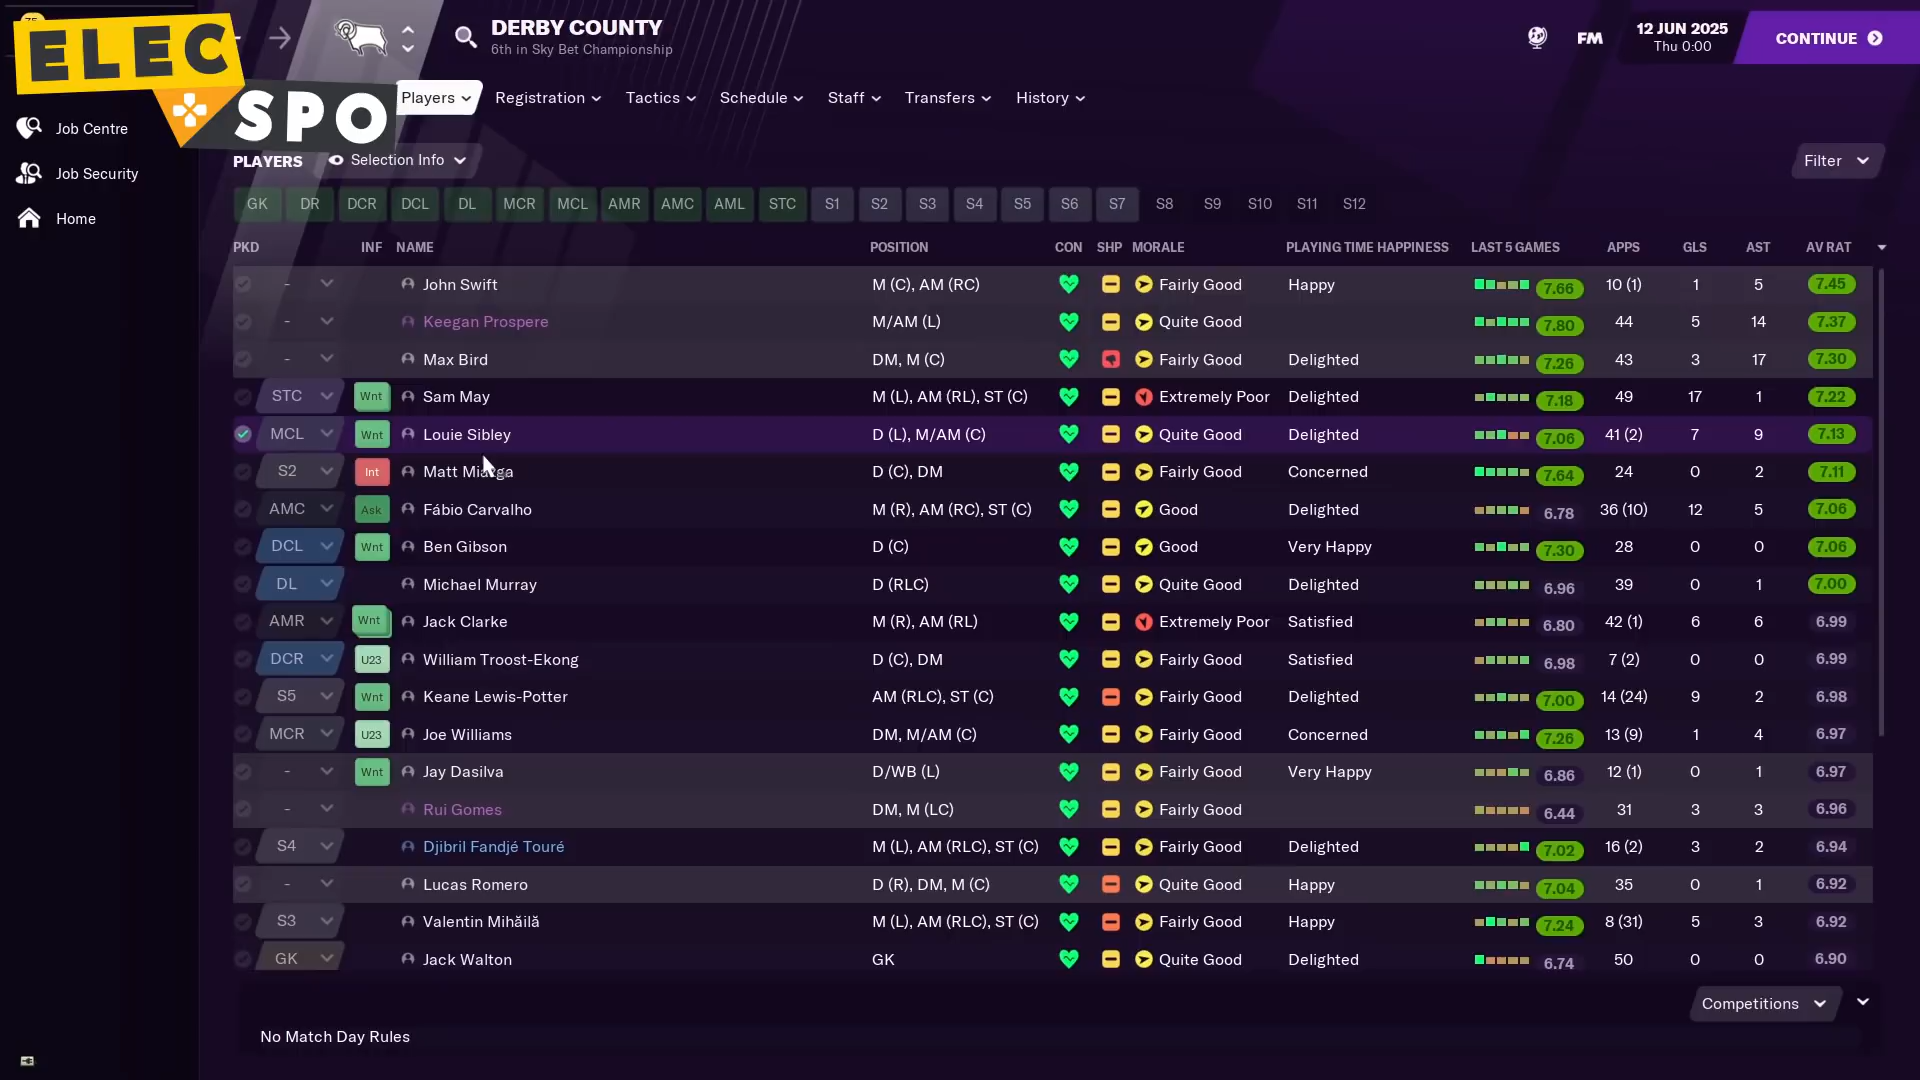 ELEC
SPO
DERBY COUNTY
6th in Sky Bet Championship
FM
12 JUN 2025
Thu 0:00
CONTINUE
Players Registration Tactics Schedule Staff Transfers History
Job Centre
Job Security
Home
PLAYERS Selection Info Filter
GK DR DCR DCL DL MCR MCL AMR AMC AML STC S1 S2 S3 S4 S5 S6 S7 S8 S9 S10 S11 S12
PKD INF NAME POSITION CON SHP MORALE PLAYING TIME HAPPINESS LAST 5 GAMES APPS GLS AST AV RAT
- John Swift M (C), AM (RC) Fairly Good Happy 7.66 10 (1) 1 5 7.45
- Keegan Prospere M/AM (L) Quite Good 7.80 44 5 14 7.37
- Max Bird DM, M (C) Fairly Good Delighted 7.26 43 3 17 7.30
STC Wnt Sam May M (L), AM (RL), ST (C) Extremely Poor Delighted 7.18 49 17 1 7.22
MCL Wnt Louie Sibley D (L), M/AM (C) Quite Good Delighted 7.06 41 (2) 7 9 7.13
S2 Int Matt Miazga D (C), DM Fairly Good Concerned 7.64 24 0 2 7.11
AMC Ask Fábio Carvalho M (R), AM (RC), ST (C) Good Delighted 6.78 36 (10) 12 5 7.06
DCL Wnt Ben Gibson D (C) Good Very Happy 7.30 28 0 0 7.06
DL Michael Murray D (RLC) Quite Good Delighted 6.96 39 0 1 7.00
AMR Wnt Jack Clarke M (R), AM (RL) Extremely Poor Satisfied 6.80 42 (1) 6 6 6.99
DCR U23 William Troost-Ekong D (C), DM Fairly Good Satisfied 6.98 7 (2) 0 0 6.99
S5 Wnt Keane Lewis-Potter AM (RLC), ST (C) Fairly Good Delighted 7.00 14 (24) 9 2 6.98
MCR U23 Joe Williams DM, M/AM (C) Fairly Good Concerned 7.26 13 (9) 1 4 6.97
- Wnt Jay Dasilva D/WB (L) Fairly Good Very Happy 6.86 12 (1) 0 1 6.97
- Rui Gomes DM, M (LC) Fairly Good 6.44 31 3 3 6.96
S4 Djibril Fandjé Touré M (L), AM (RLC), ST (C) Fairly Good Delighted 7.02 16 (2) 3 2 6.94
- Lucas Romero D (R), DM, M (C) Quite Good Happy 7.04 35 0 1 6.92
S3 Valentin Mihăilă M (L), AM (RLC), ST (C) Fairly Good Happy 7.24 8 (31) 5 3 6.92
GK Jack Walton GK Quite Good Delighted 6.74 50 0 0 6.90
Competitions
No Match Day Rules